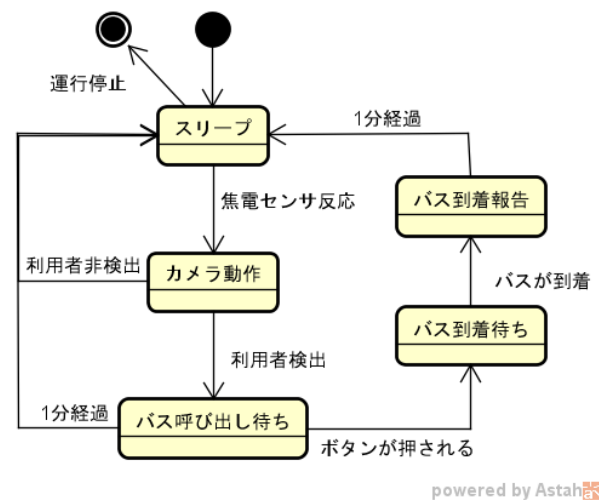 運行停止
スリープ
1分経過
焦電センサ反応
バス到着報告
利用者非検出
カメラ動作
バスが到着
バス到着待ち
利用者検出
1分経過
バス呼び出し待ち
ボタンが押される
powered by Astah